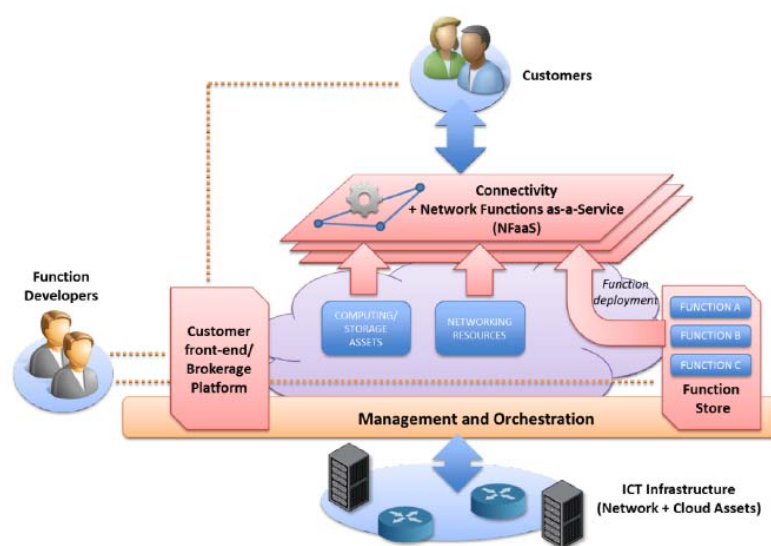 Customers
Connectivity
+ Network Functions as-a-Service
(NFaaS)
Function
Developers
Function
deployment
Customer
front-end/
Brokerage
Platform
COMPUTING/
STORAGE
ASSETS
NETWORKING
RESOURCES
FUNCTION A
FUNCTION B
FUNCTION C
Function
Store
Management and Orchestration
ICT Infrastructure
(Network + Cloud Assets)